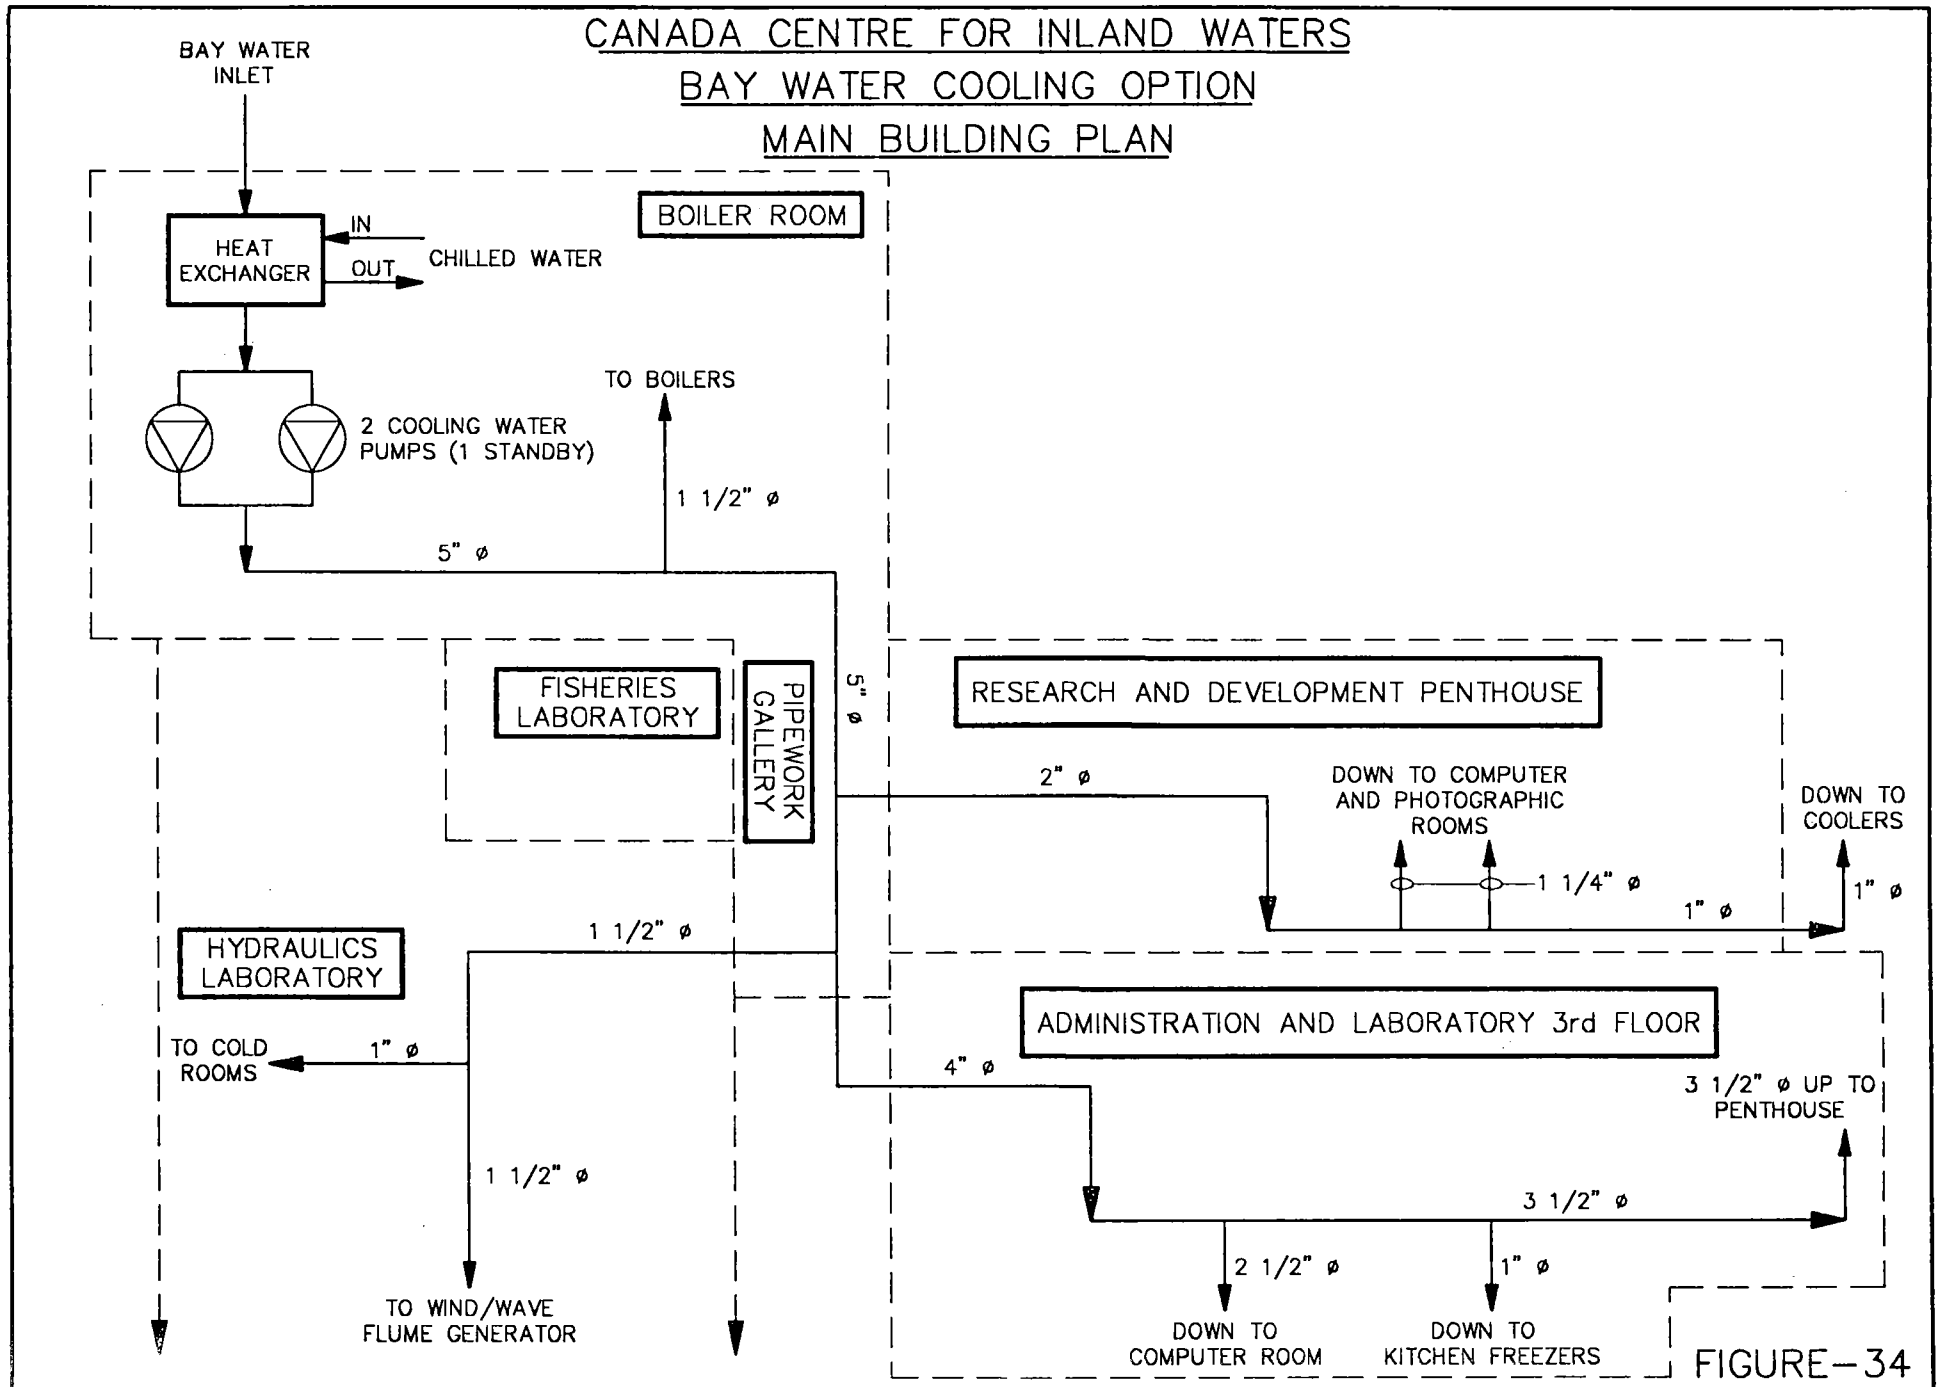 CANADA CENTRE FOR INLAND WATERS
BAY WATER COOLING OPTION
MAIN BUILDING PLAN
BAY WATER
INLET
BOILER ROOM
HEAT
EXCHANGER
IN
OUT
CHILLED WATER
2 COOLING WATER
PUMPS (1 STANDBY)
TO BOILERS
1 1/2" ø
5" ø
FISHERIES
LABORATORY
PIPEWORK
GALLERY
5" ø
RESEARCH AND DEVELOPMENT PENTHOUSE
2" ø
DOWN TO COMPUTER
AND PHOTOGRAPHIC
ROOMS
DOWN TO
COOLERS
1 1/4" ø
1" ø
1" ø
HYDRAULICS
LABORATORY
1 1/2" ø
TO COLD
ROOMS
1" ø
1 1/2" ø
TO WIND/WAVE
FLUME GENERATOR
ADMINISTRATION AND LABORATORY 3rd FLOOR
4" ø
3 1/2" ø UP TO
PENTHOUSE
3 1/2" ø
2 1/2" ø
1" ø
DOWN TO
COMPUTER ROOM
DOWN TO
KITCHEN FREEZERS
FIGURE-34